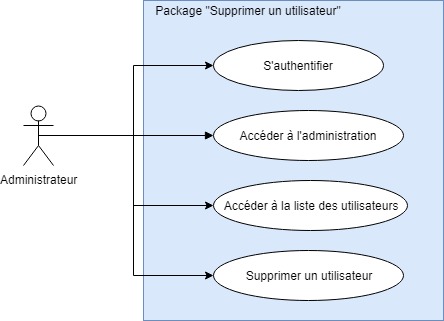 Package "Supprimer un utilisateur"
S'authentifier
Accéder à l'administration
Administrateur
Accéder à la liste des utilisateurs
Supprimer un utilisateur